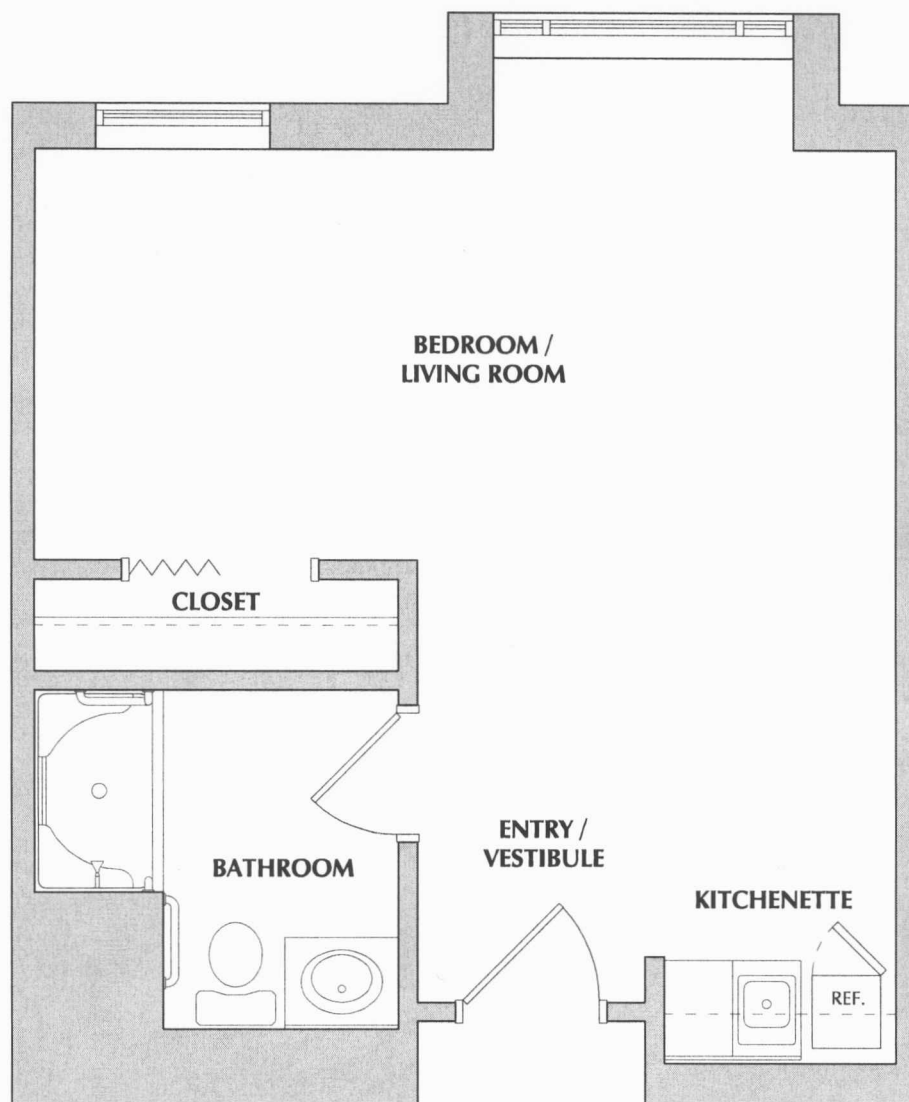 BEDROOM /
LIVING ROOM
CLOSET
ENTRY /
VESTIBULE
BATHROOM
KITCHENETTE
REF.